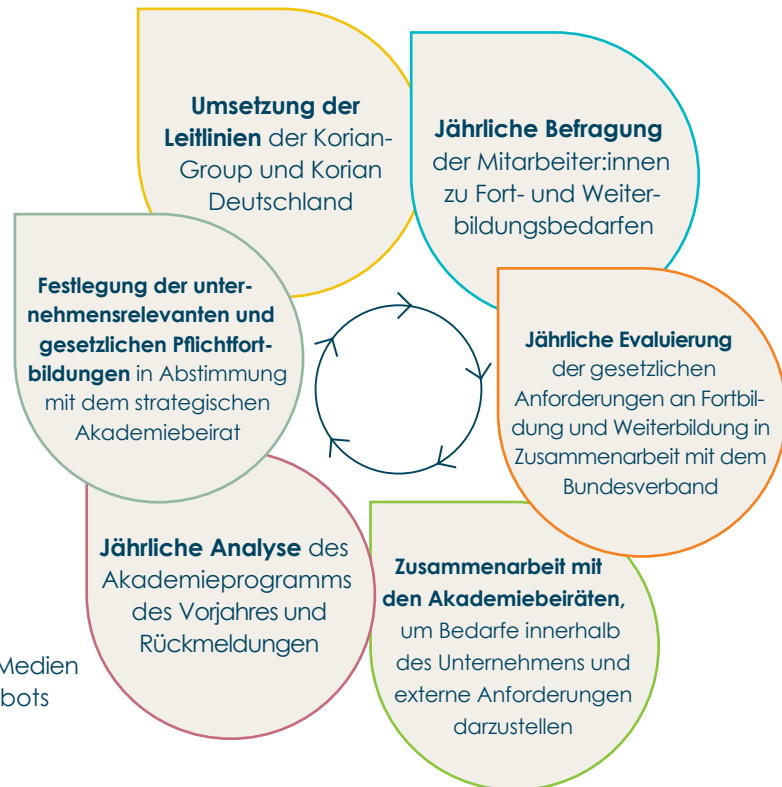 Umsetzung der
Leitlinien der Korian-
Group und Korian
Deutschland
Jährliche Befragung
der Mitarbeiter:innen
zu Fort- und Weiter-
bildungsbedarfen
Jährliche Evaluierung
der gesetzlichen
Anforderungen an Fortbil-
dung und Weiterbildung in
Zusammenarbeit mit dem
Bundesverband
Zusammenarbeit mit
den Akademiebeiräten,
um Bedarfe innerhalb
des Unternehmens und
externe Anforderungen
darzustellen
Jährliche Analyse des
Akademieprogramms
des Vorjahres und
Rückmeldungen
Festlegung der unter-
nehmensrelevanten und
gesetzlichen Pflichtfort-
bildungen in Abstimmung
mit dem strategischen
Akademiebeirat
Medien
bots